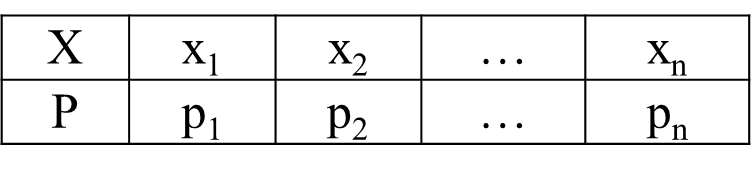 X x₁ x₂ … xₙ
P p₁ p₂ … pₙ